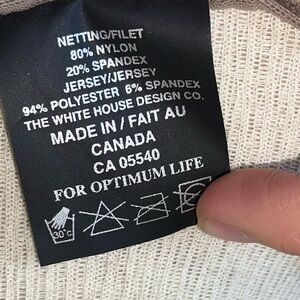 NETTING/FILET
80% NYLON
20% SPANDEX
JERSEY/JERSEY
94% POLYESTER 6% SPANDEX
THE WHITE HOUSE DESIGN CO.
MADE IN / FAIT AU
CANADA
CA 05540
FOR OPTIMUM LIFE
30°c